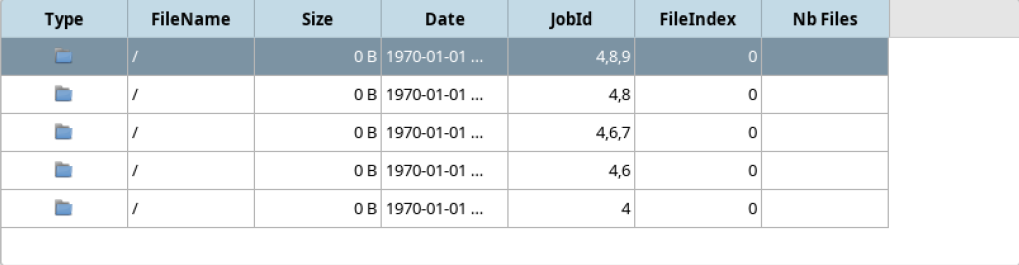 Type FileName Size Date JobId FileIndex Nb Files
/ 0 B 1970-01-01 ... 4,8,9 0
/ 0 B 1970-01-01 ... 4,8 0
/ 0 B 1970-01-01 ... 4,6,7 0
/ 0 B 1970-01-01 ... 4,6 0
/ 0 B 1970-01-01 ... 4 0